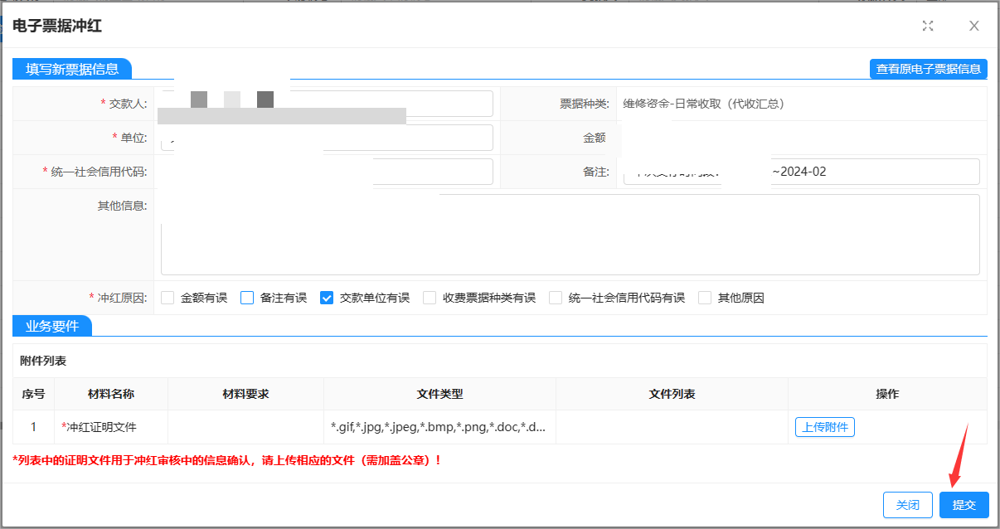 电子票据冲红
填写新票据信息
查看原电子票据信息
* 交款人:
票据种类: 维修资金-日常收取（代收汇总）
* 单位:
金额
* 统一社会信用代码:
备注: ~2024-02
其他信息:
* 冲红原因: 金额有误 备注有误 交款单位有误 收费票据种类有误 统一社会信用代码有误 其他原因
业务要件
附件列表
序号 材料名称 材料要求 文件类型 文件列表 操作
1 *冲红证明文件 *.gif,*.jpg,*.jpeg,*.bmp,*.png,*.doc,*.d... 上传附件
*列表中的证明文件用于冲红审核中的信息确认，请上传相应的文件（需加盖公章）！
关闭 提交